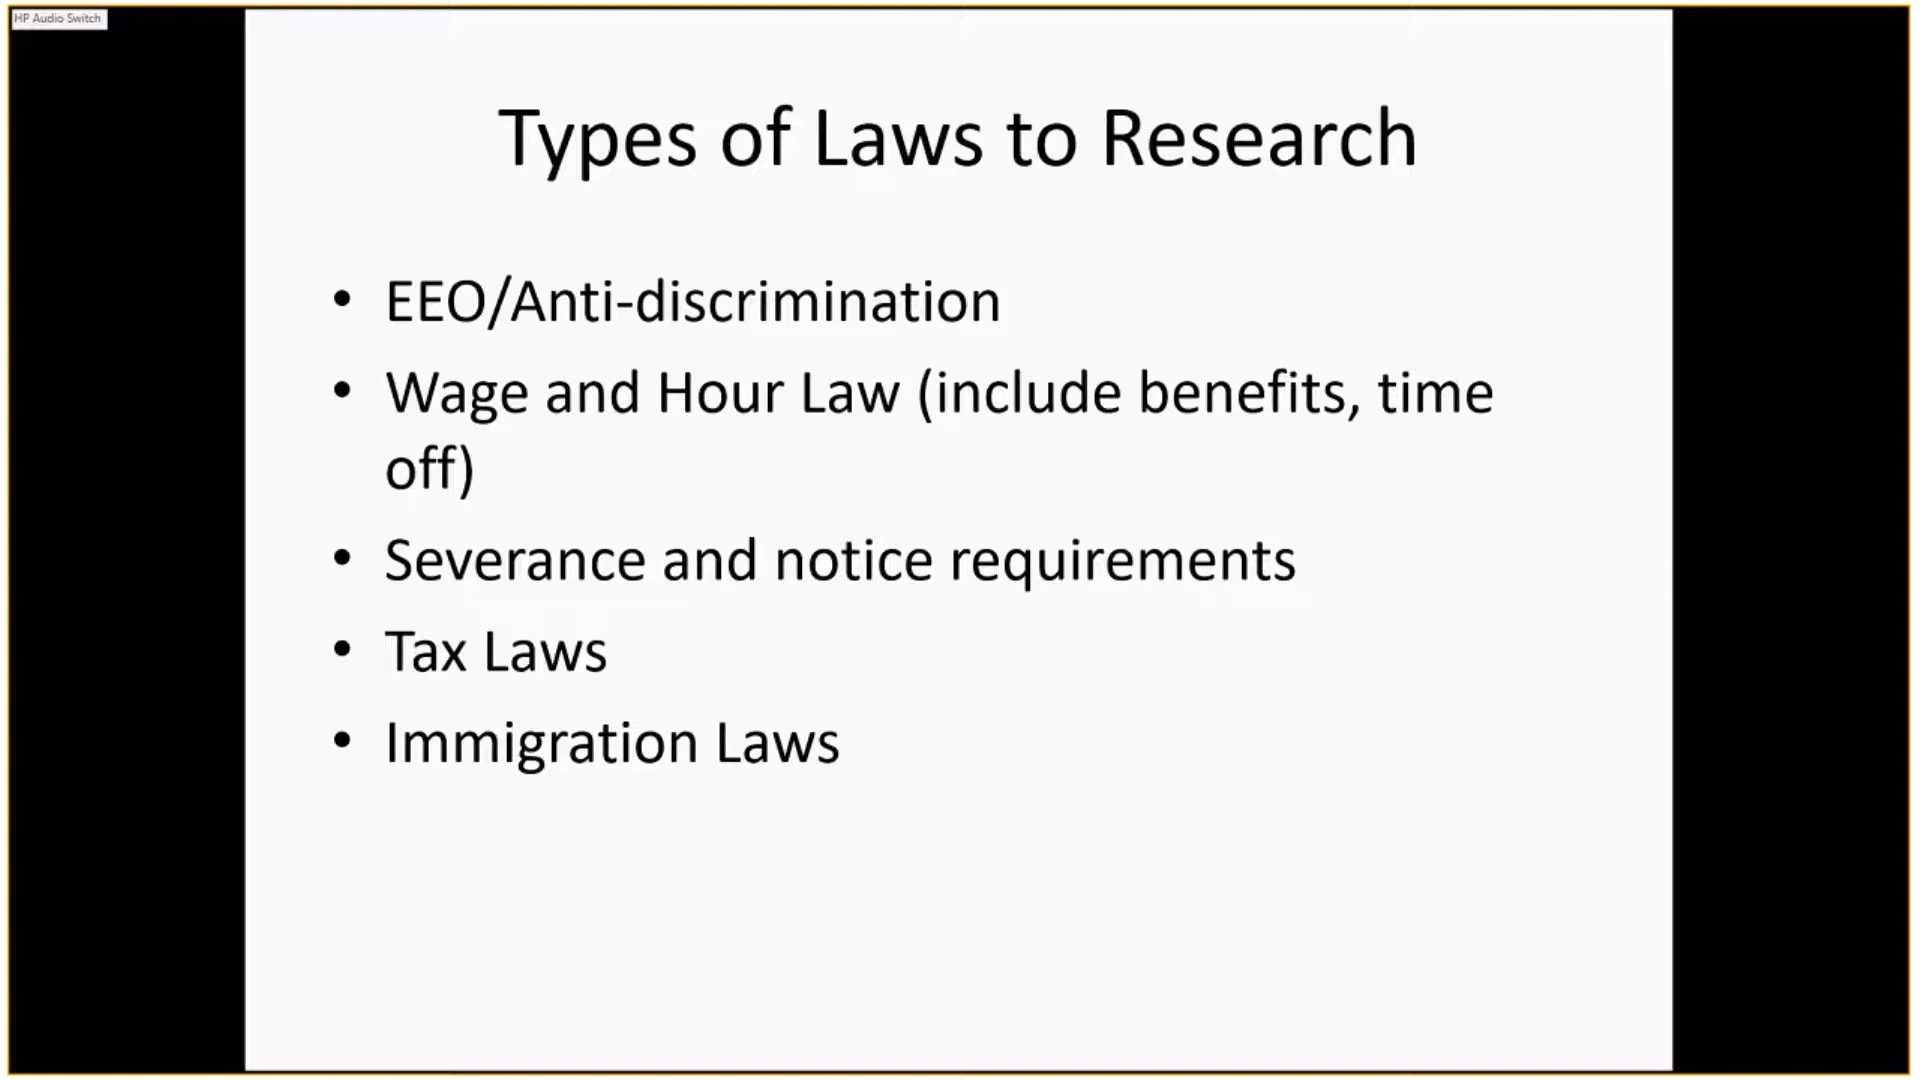 HP Audio Switch
Types of Laws to Research
• EEO/Anti-discrimination
• Wage and Hour Law (include benefits, time
off)
• Severance and notice requirements
• Tax Laws
• Immigration Laws